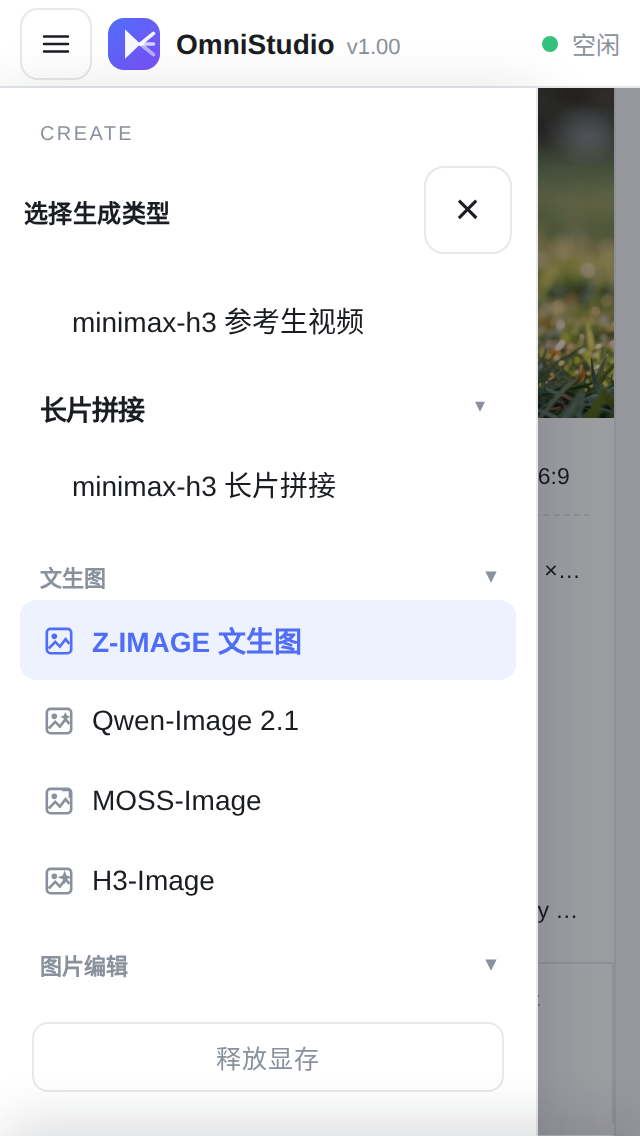 OmniStudio v1.00 空闲
CREATE
选择生成类型 ×
minimax-h3 参考生视频
长片拼接 ▼
minimax-h3 长片拼接
6:9
文生图 ▼
×...
Z-IMAGE 文生图
Qwen-Image 2.1
MOSS-Image
H3-Image
y ...
图片编辑 ▼
释放显存